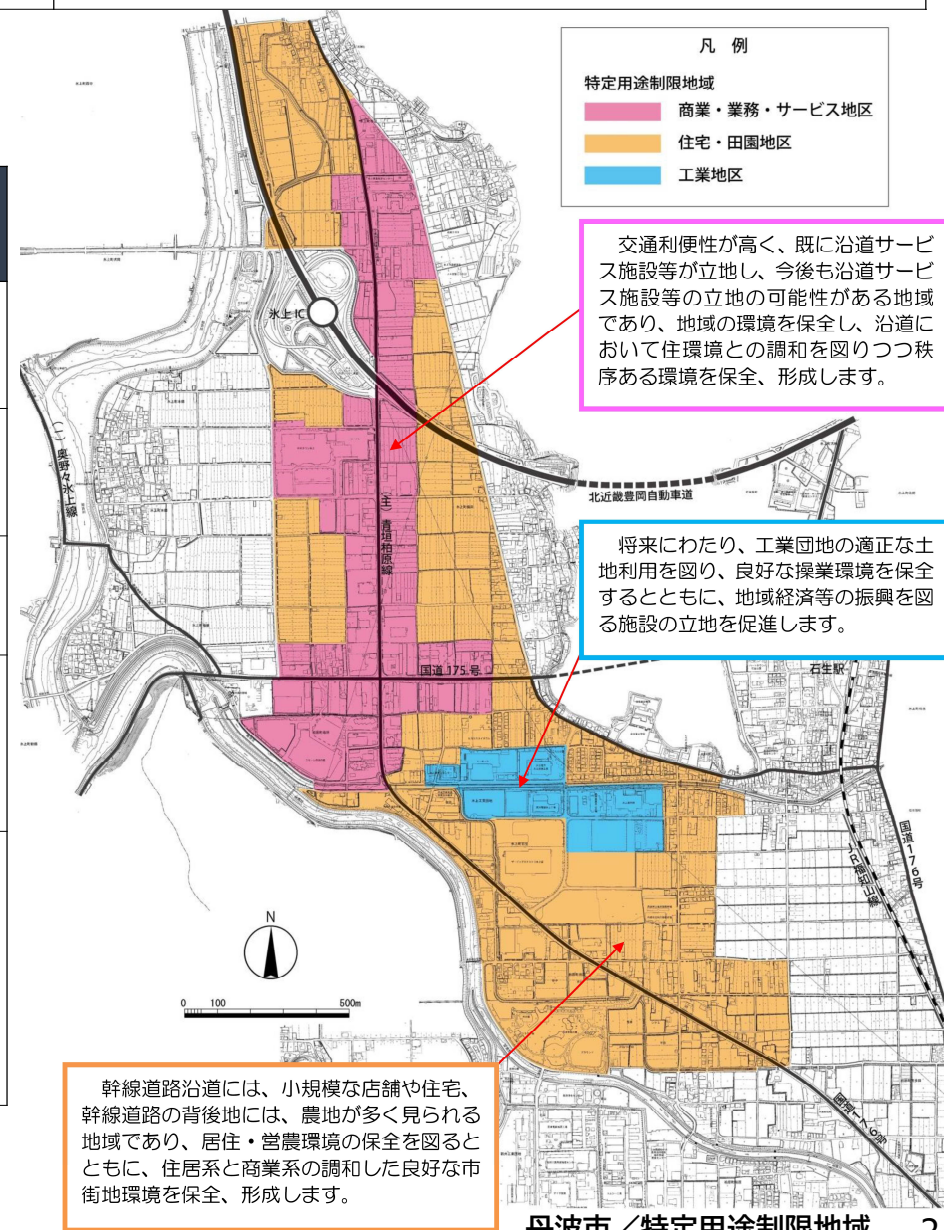 凡 例
特定用途制限地域
商業・業務・サービス地区
住宅・田園地区
工業地区
交通利便性が高く、既に沿道サービ
ス施設等が立地し、今後も沿道サービ
ス施設等の立地の可能性がある地域
であり、地域の環境を保全し、沿道に
おいて住環境との調和を図りつつ秩
序ある環境を保全、形成します。
氷上 IC
(一)奥野々氷上線
北近畿豊岡自動車道
(主)青垣柏原線
将来にわたり、工業団地の適正な土
地利用を図り、良好な操業環境を保全
するとともに、地域経済等の振興を図
る施設の立地を促進します。
国道 175 号
石生駅
国道176号
JR福知山線
N
0 100 500m
国道176号
幹線道路沿道には、小規模な店舗や住宅、
幹線道路の背後地には、農地が多く見られる
地域であり、居住・営農環境の保全を図ると
ともに、住居系と商業系の調和した良好な市
街地環境を保全、形成します。
丹波市／特定用途制限地域 2